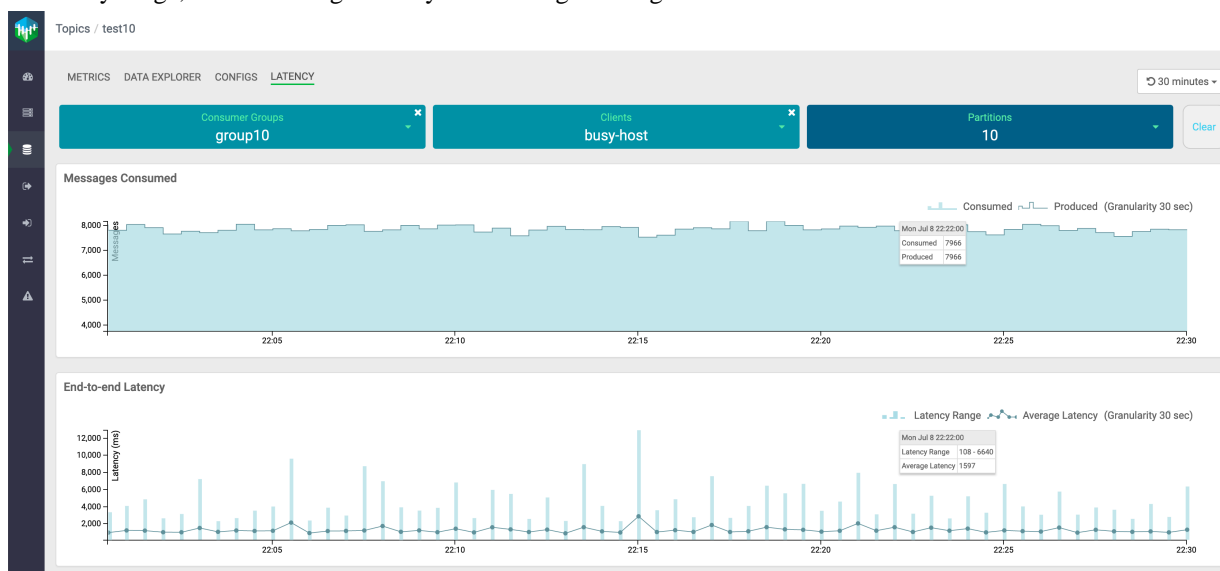 Topics / test10
METRICS DATA EXPLORER CONFIGS LATENCY
30 minutes
Consumer Groups
group10
Clients
busy-host
Partitions
10
Clear
Messages Consumed
Consumed Produced (Granularity 30 sec)
Messages
8,000
7,000
6,000
5,000
4,000
Mon Jul 8 22:22:00
Consumed 7966
Produced 7966
22:05 22:10 22:15 22:20 22:25 22:30
End-to-end Latency
Latency Range Average Latency (Granularity 30 sec)
Latency (ms)
12,000
10,000
8,000
6,000
4,000
2,000
Mon Jul 8 22:22:00
Latency Range 108 - 6640
Average Latency 1597
22:05 22:10 22:15 22:20 22:25 22:30